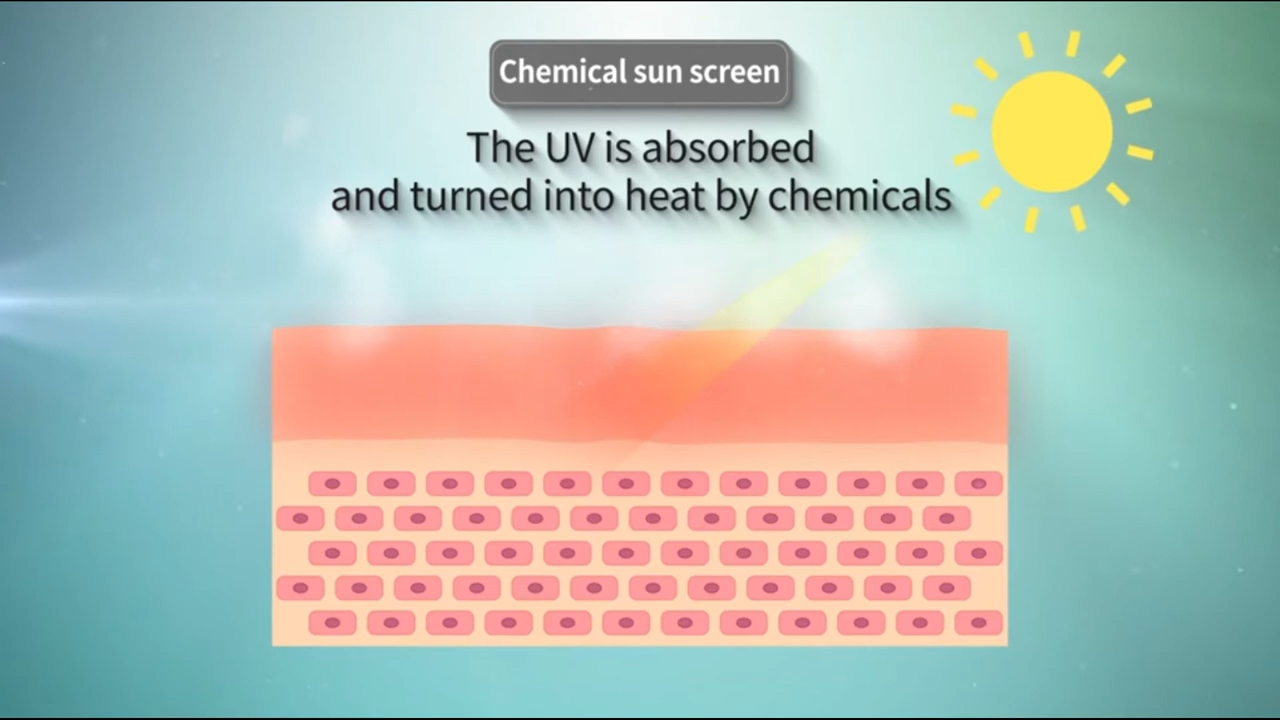 Chemical sun screen
The UV is absorbed
and turned into heat by chemicals